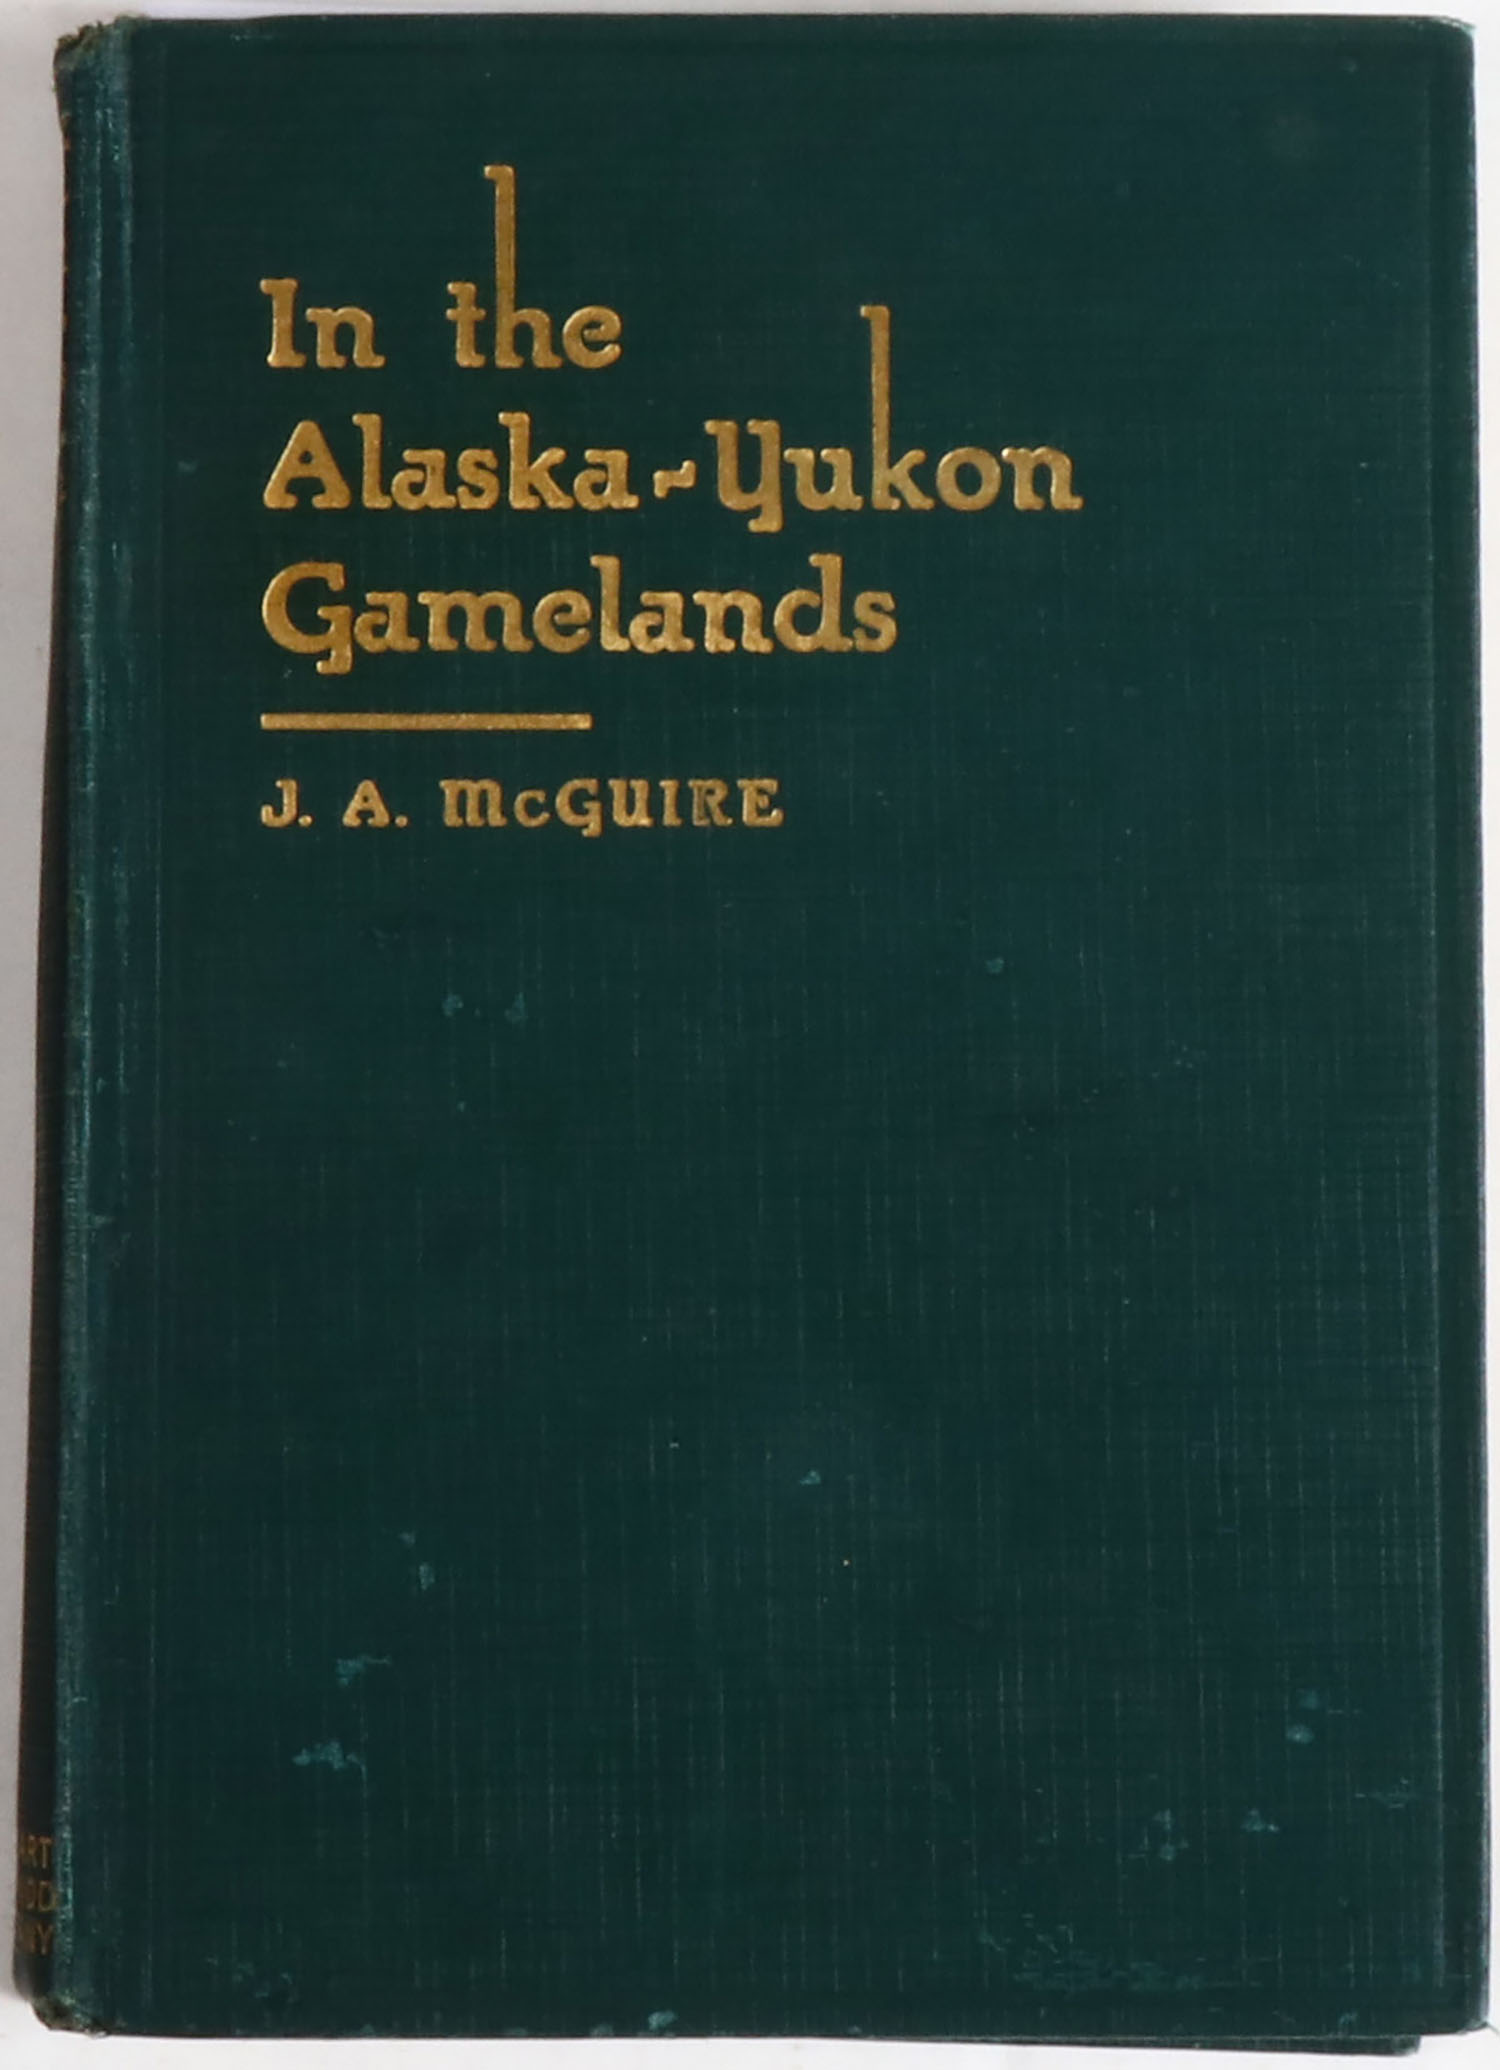 In the
Alaska-Yukon
Gamelands
J. A. McGUIRE